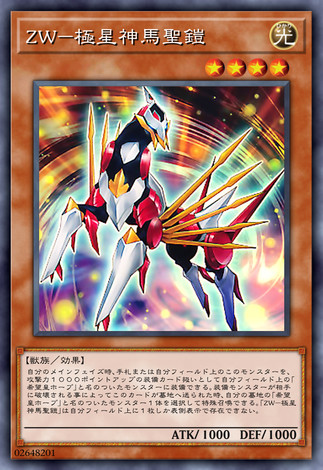 ZW－極星神馬聖鎧
光
【獣族／効果】
自分のメインフェイズ時、手札または自分フィールド上のこのモンスターを、
攻撃力１０００ポイントアップの装備カード扱いとして自分フィールド上の「
希望皇ホープ」と名のついたモンスターに装備できる。装備モンスターが相手
に破壊される事によってこのカードが墓地へ送られた時、自分の墓地の「希望
皇ホープ」と名のついたモンスター１体を選択して特殊召喚できる。「ZW－極星
神馬聖鎧」は自分フィールド上に１枚しか表側表示で存在できない。
ATK/ 1000 DEF/ 1000
02648201